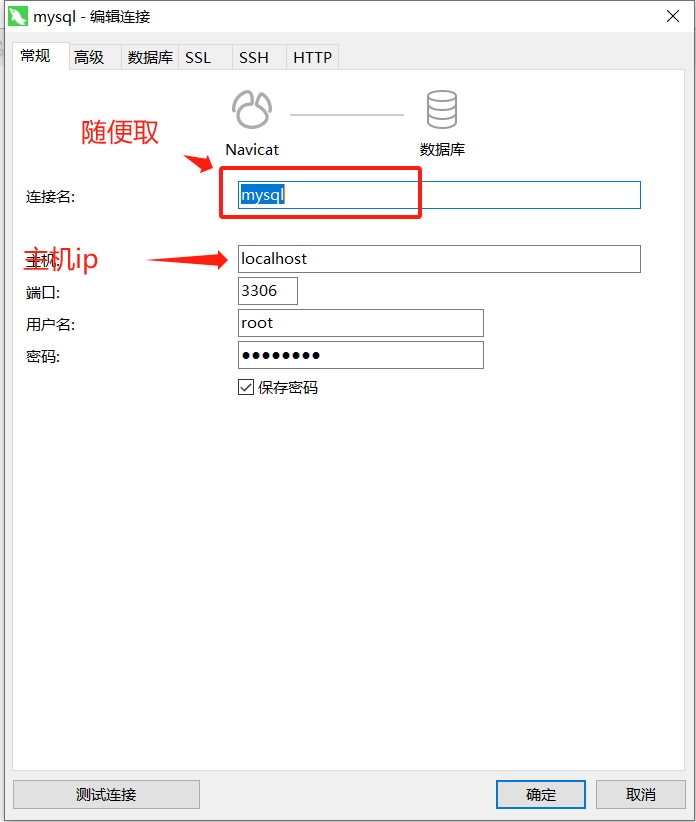 mysql - 编辑连接
常规 高级 数据库 SSL SSH HTTP
随便取
Navicat 数据库
连接名: mysql
主机ip
主机: localhost
端口: 3306
用户名: root
密码: ●●●●●●●●
保存密码
测试连接 确定 取消